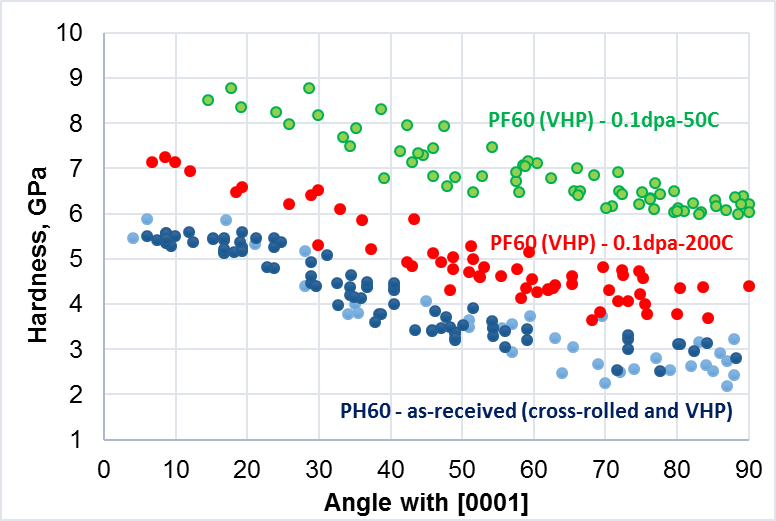 10
9
8
7
6
5
4
3
2
1
Hardness, GPa
PF60 (VHP) - 0.1dpa-50C
PF60 (VHP) - 0.1dpa-200C
PH60 - as-received (cross-rolled and VHP)
0 10 20 30 40 50 60 70 80 90
Angle with [0001]